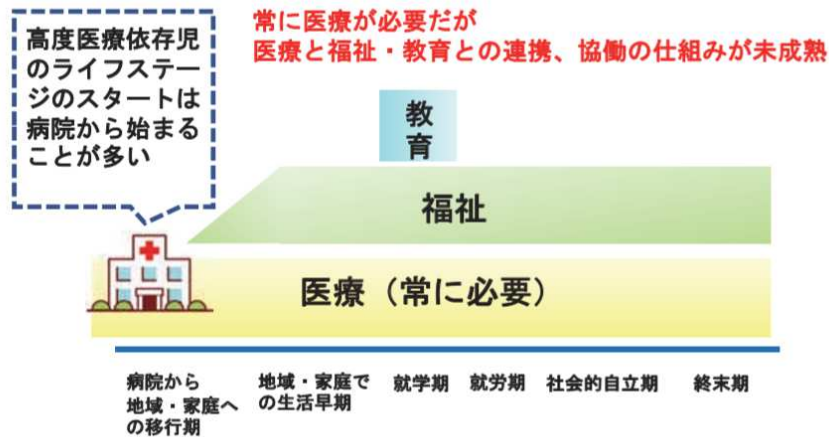 常に医療が必要だが
医療と福祉・教育との連携、協働の仕組みが未成熟
高度医療依存児
のライフステー
ジのスタートは
病院から始まる
ことが多い
教
育
福祉
医療（常に必要）
病院から
地域・家庭へ
の移行期
地域・家庭で
の生活早期
就学期
就労期
社会的自立期
終末期